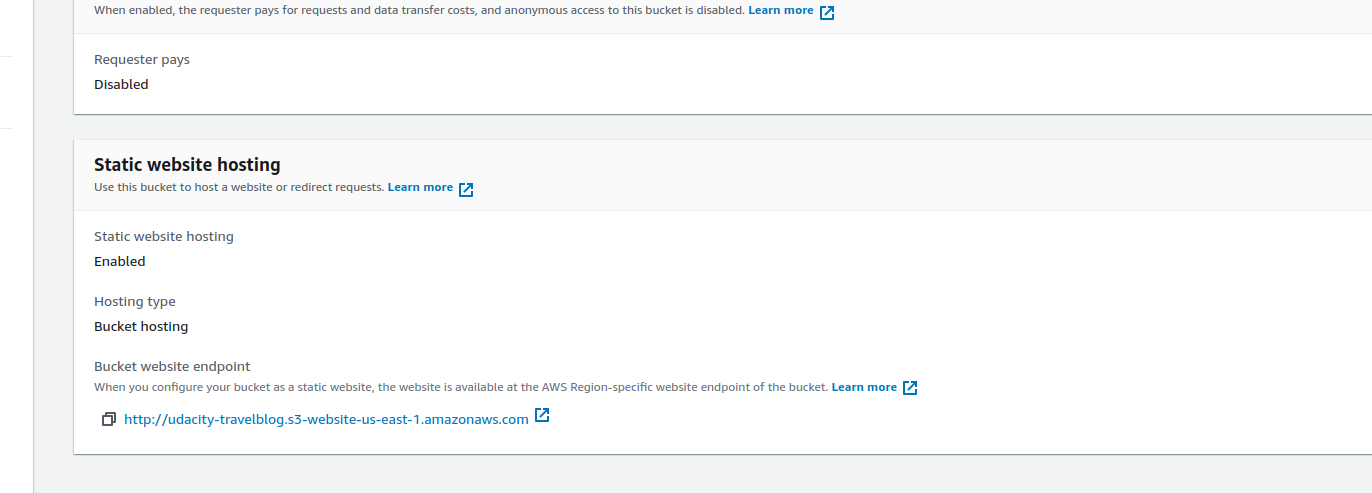 When enabled, the requester pays for requests and data transfer costs, and anonymous access to this bucket is disabled. Learn more
Requester pays
Disabled
Static website hosting
Use this bucket to host a website or redirect requests. Learn more
Static website hosting
Enabled
Hosting type
Bucket hosting
Bucket website endpoint
When you configure your bucket as a static website, the website is available at the AWS Region-specific website endpoint of the bucket. Learn more
http://udacity-travelblog.s3-website-us-east-1.amazonaws.com